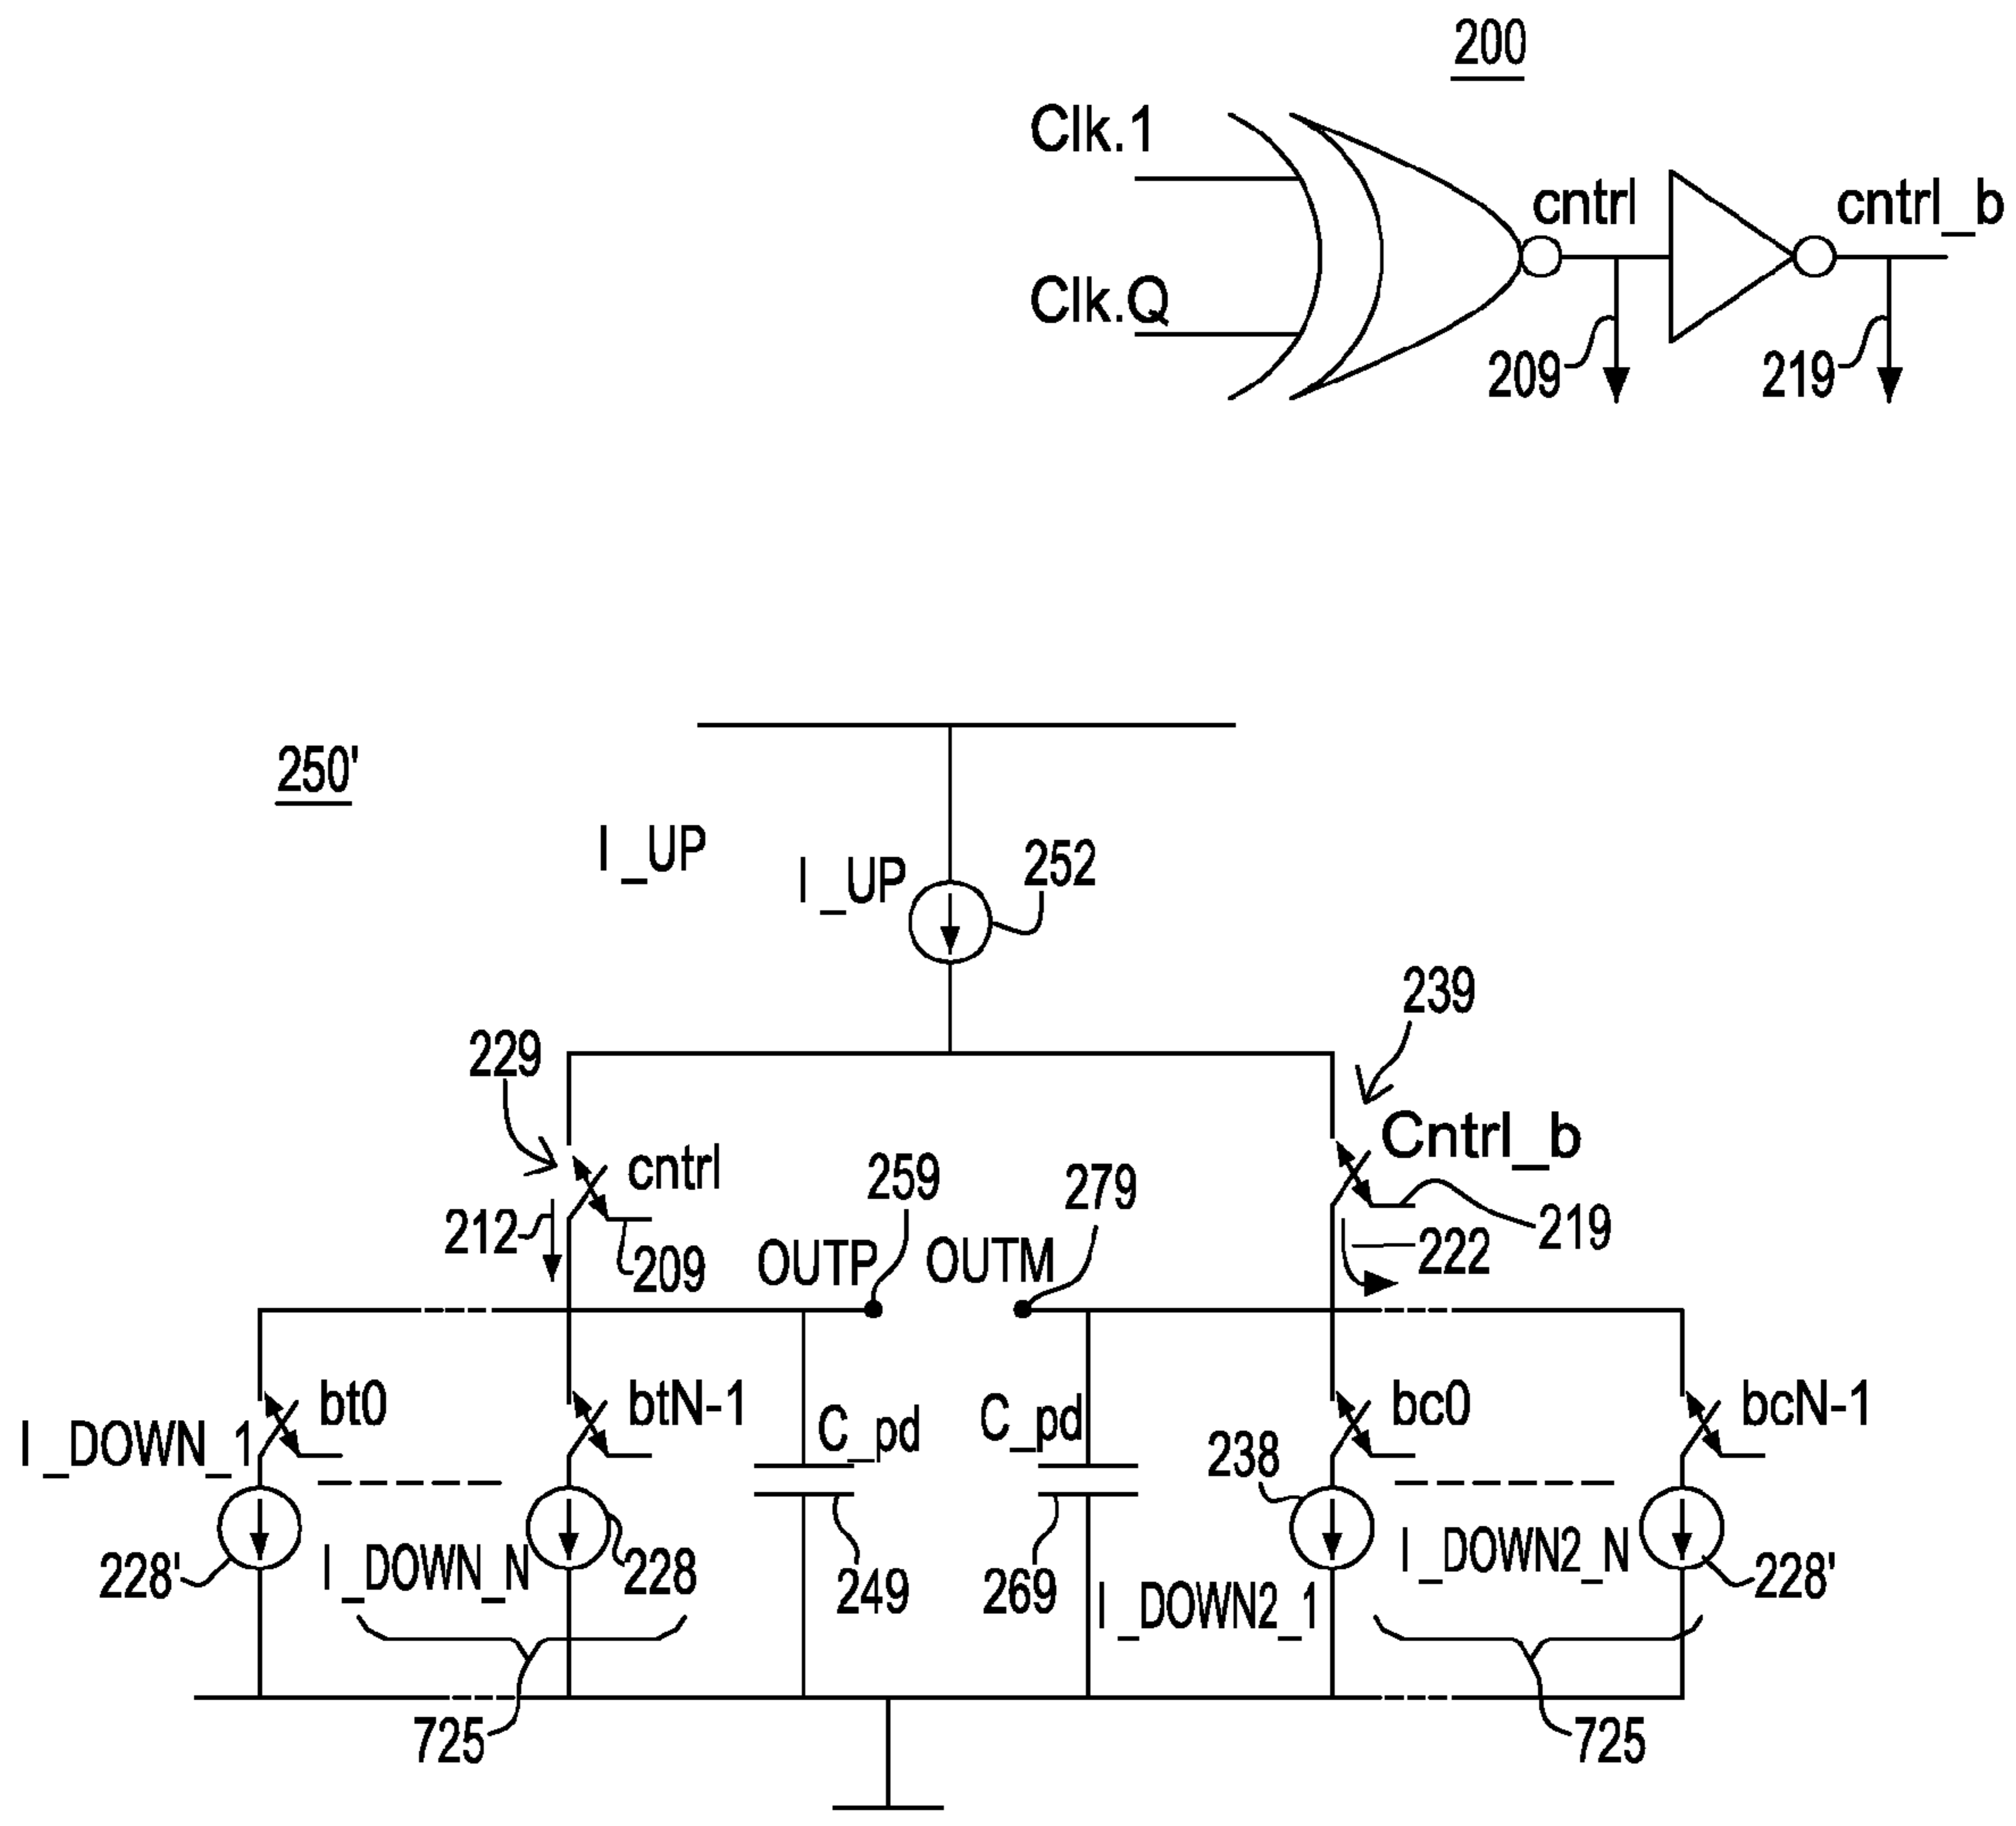 200
Clk.1
cntrl
cntrl_b
Clk.Q
209
219
250'
I_UP
I_UP
252
239
229
Cntrl_b
cntrl
259
279
212
209
OUTP
OUTM
222
219
bt0
btN-1
C_pd
C_pd
bc0
bcN-1
I_DOWN_1
238
228'
I_DOWN_N
228
249
269
I_DOWN2_1
I_DOWN2_N
228'
725
725